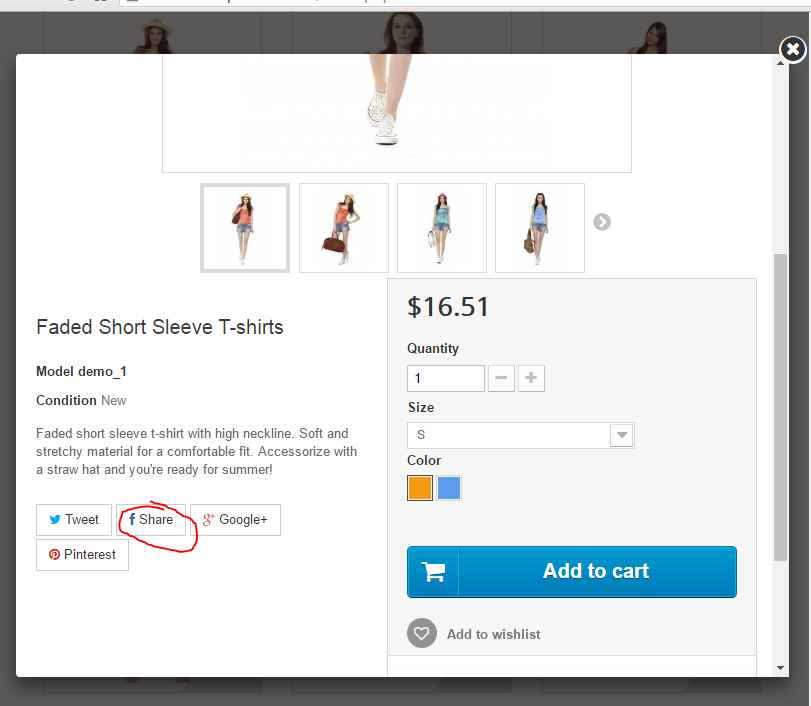 Faded Short Sleeve T-shirts
Model demo_1
Condition New
Faded short sleeve t-shirt with high neckline. Soft and
stretchy material for a comfortable fit. Accessorize with
a straw hat and you're ready for summer!
Tweet
Share
Google+
Pinterest
$16.51
Quantity
1
Size
S
Color
Add to cart
Add to wishlist